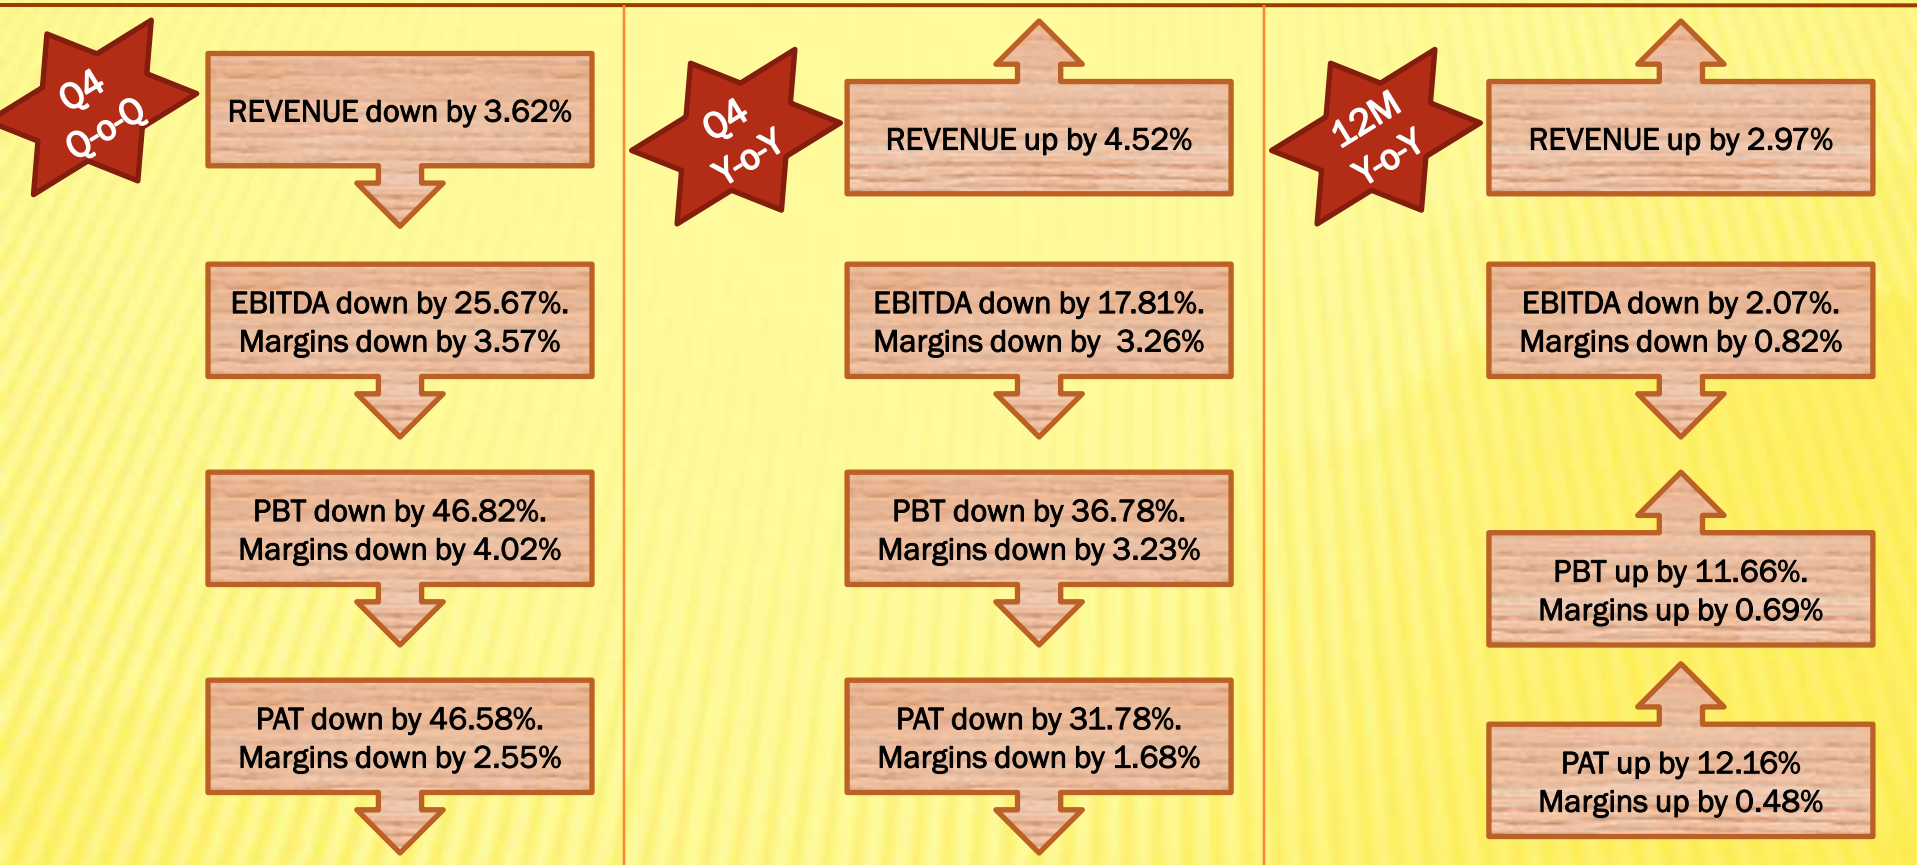 Q4
Q-o-Q
REVENUE down by 3.62%
EBITDA down by 25.67%.
Margins down by 3.57%
PBT down by 46.82%.
Margins down by 4.02%
PAT down by 46.58%.
Margins down by 2.55%
Q4
Y-o-Y
REVENUE up by 4.52%
EBITDA down by 17.81%.
Margins down by  3.26%
PBT down by 36.78%.
Margins down by 3.23%
PAT down by 31.78%.
Margins down by 1.68%
12M
Y-o-Y
REVENUE up by 2.97%
EBITDA down by 2.07%.
Margins down by 0.82%
PBT up by 11.66%.
Margins up by 0.69%
PAT up by 12.16%
Margins up by 0.48%